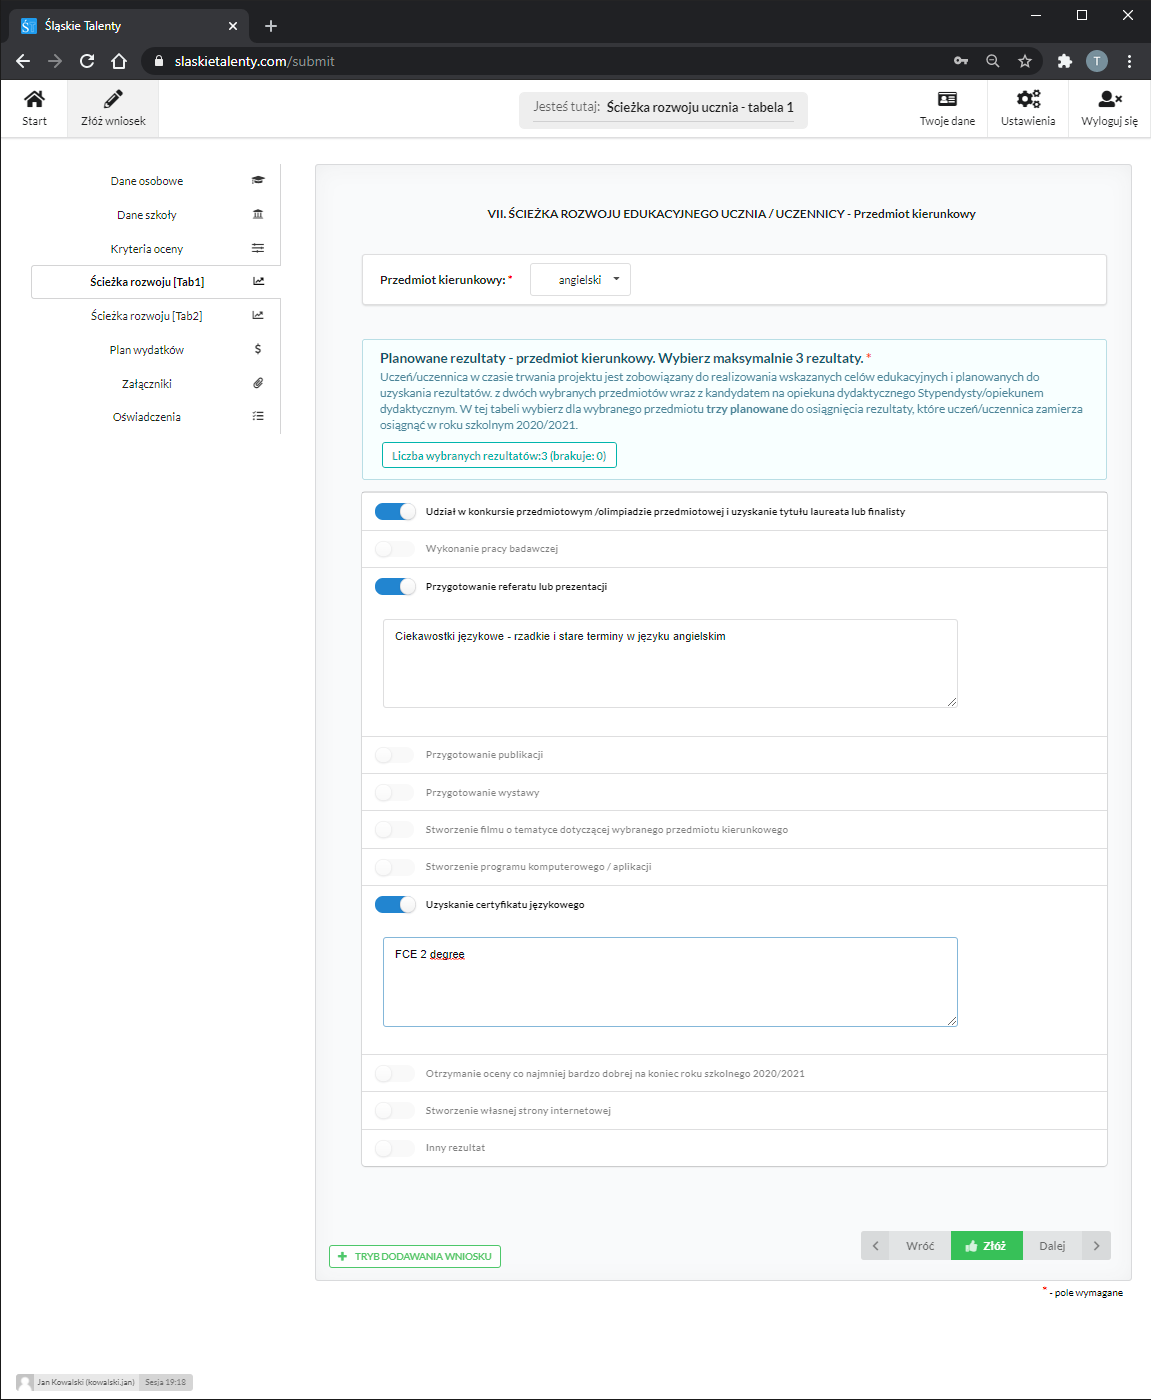 Śląskie Talenty
slaskietalenty.com/submit
T
Start
Złóż wniosek
Jesteś tutaj: Ścieżka rozwoju ucznia - tabela 1
Twoje dane
Ustawienia
Wyloguj się
Dane osobowe
Dane szkoły
Kryteria oceny
Ścieżka rozwoju [Tab1]
Ścieżka rozwoju [Tab2]
Plan wydatków
Załączniki
Oświadczenia
VII. ŚCIEŻKA ROZWOJU EDUKACYJNEGO UCZNIA / UCZENNICY - Przedmiot kierunkowy
Przedmiot kierunkowy: * angielski
Planowane rezultaty - przedmiot kierunkowy. Wybierz maksymalnie 3 rezultaty. *
Uczeń/uczennica w czasie trwania projektu jest zobowiązany do realizowania wskazanych celów edukacyjnych i planowanych do
uzyskania rezultatów. z dwóch wybranych przedmiotów wraz z kandydatem na opiekuna dydaktycznego Stypendysty/opiekunem
dydaktycznym. W tej tabeli wybierz dla wybranego przedmiotu trzy planowane do osiągnięcia rezultaty, które uczeń/uczennica zamierza
osiągnąć w roku szkolnym 2020/2021.
Liczba wybranych rezultatów:3 (brakuje: 0)
Udział w konkursie przedmiotowym /olimpiadzie przedmiotowej i uzyskanie tytułu laureata lub finalisty
Wykonanie pracy badawczej
Przygotowanie referatu lub prezentacji
Ciekawostki językowe - rzadkie i stare terminy w języku angielskim
Przygotowanie publikacji
Przygotowanie wystawy
Stworzenie filmu o tematyce dotyczącej wybranego przedmiotu kierunkowego
Stworzenie programu komputerowego / aplikacji
Uzyskanie certyfikatu językowego
FCE 2 degree
Otrzymanie oceny co najmniej bardzo dobrej na koniec roku szkolnego 2020/2021
Stworzenie własnej strony internetowej
Inny rezultat
TRYB DODAWANIA WNIOSKU
Wróć
Złóż
Dalej
* - pole wymagane
Jan Kowalski (kowalski.jan) Sesja 19:18